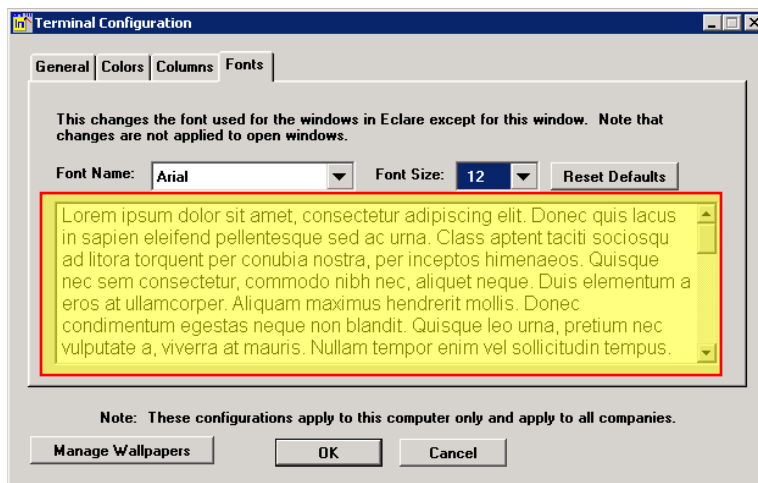 Terminal Configuration
General Colors Columns Fonts
This changes the font used for the windows in Eclare except for this window. Note that
changes are not applied to open windows.
Font Name: Arial Font Size: 12 Reset Defaults
Lorem ipsum dolor sit amet, consectetur adipiscing elit. Donec quis lacus
in sapien eleifend pellentesque sed ac urna. Class aptent taciti sociosqu
ad litora torquent per conubia nostra, per inceptos himenaeos. Quisque
nec sem consectetur, commodo nibh nec, aliquet neque. Duis elementum a
eros at ullamcorper. Aliquam maximus hendrerit mollis. Donec
condimentum egestas neque non blandit. Quisque leo urna, pretium nec
vulputate a, viverra at mauris. Nullam tempor enim vel sollicitudin tempus.
Note: These configurations apply to this computer only and apply to all companies.
Manage Wallpapers OK Cancel